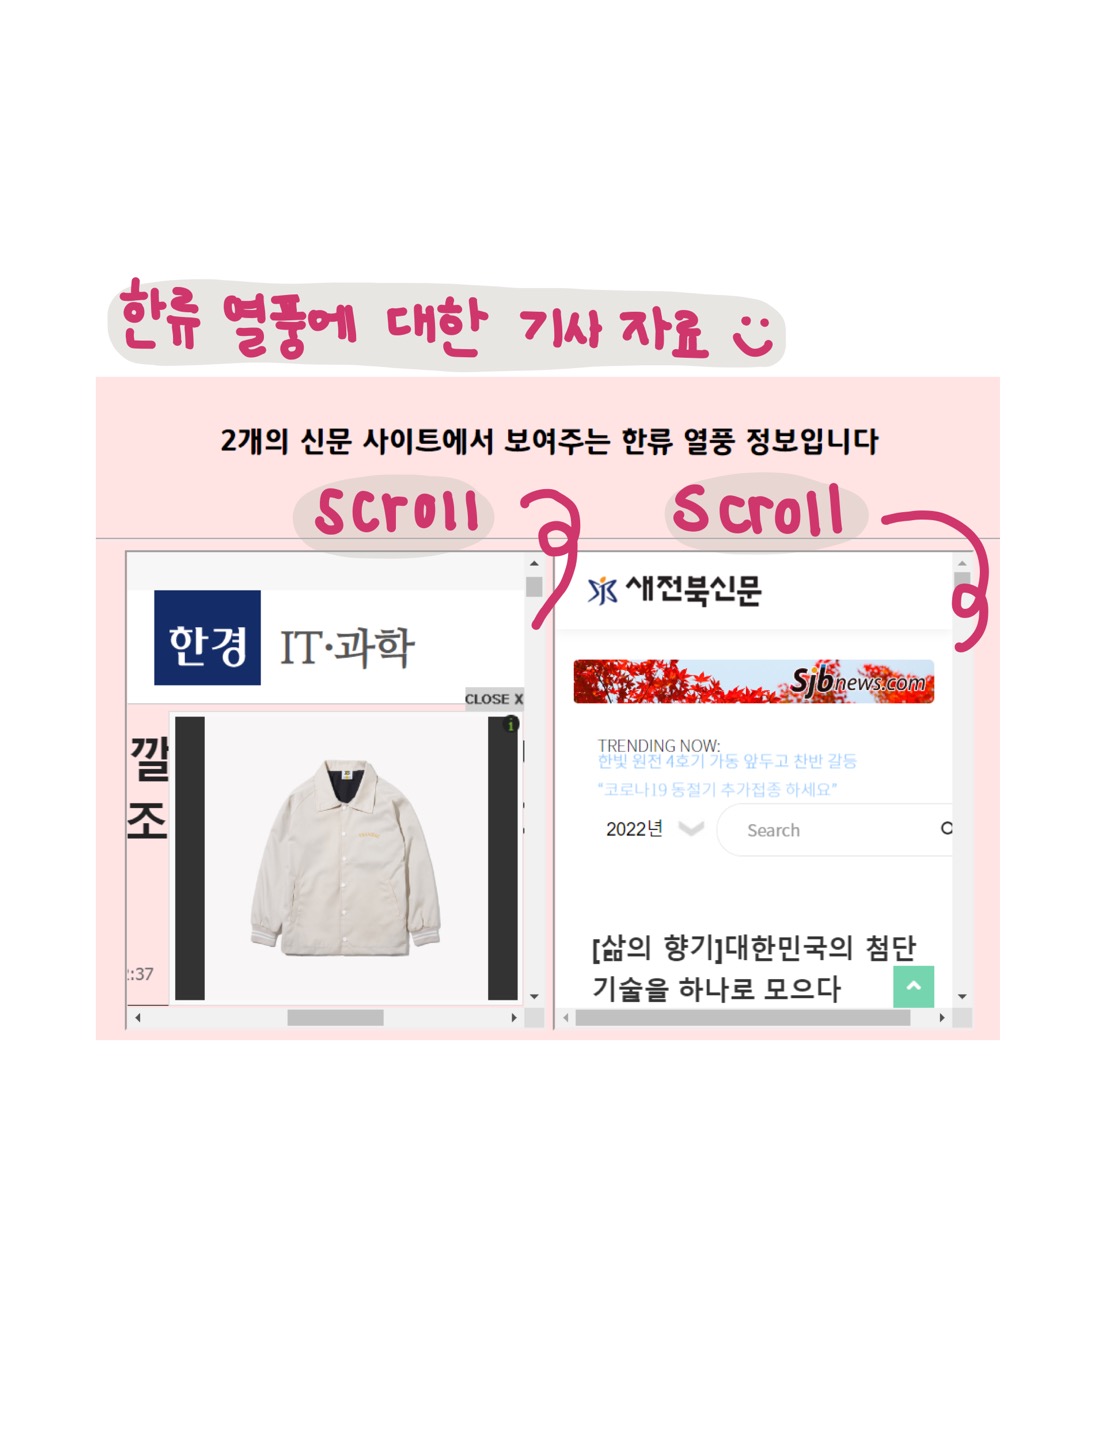 한류 열풍에 대한 기사 자료
2개의 신문 사이트에서 보여주는 한류 열풍 정보입니다
scroll
scroll
한경 IT·과학
CLOSE X
깔
조
:37
새전북신문
Sjbnews.com
TRENDING NOW:
한빛 원전 4호기 가동 앞두고 찬반 갈등
"코로나19 동절기 추가접종 하세요"
2022년
Search
[삶의 향기]대한민국의 첨단
기술을 하나로 모으다